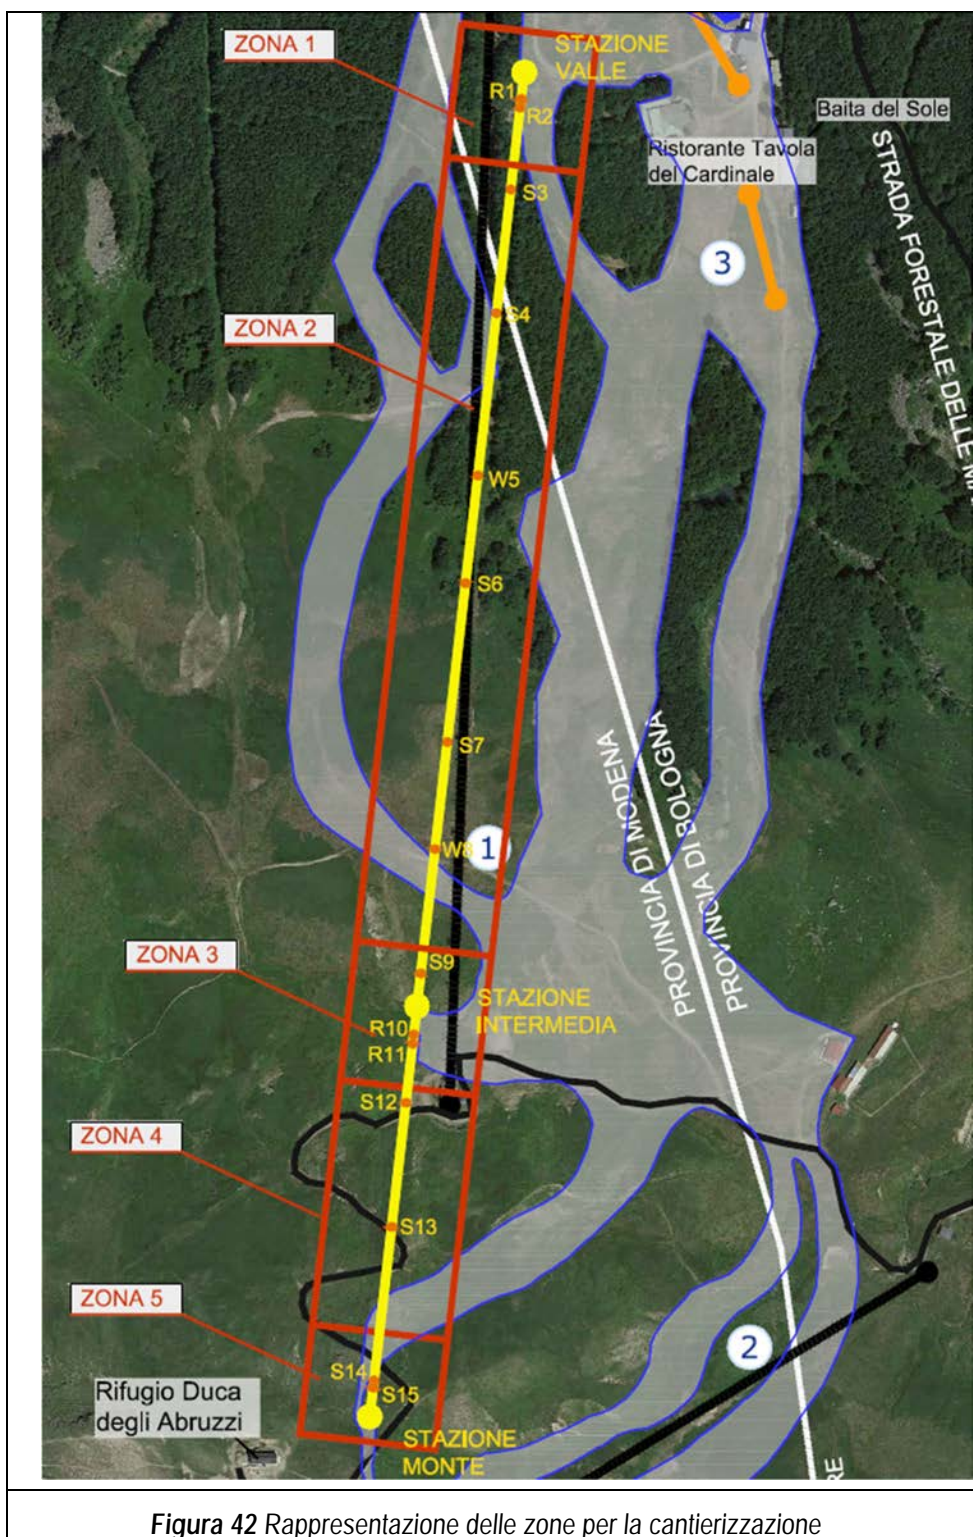 ZONA 1
STAZIONE
VALLE
R1
R2
Baita del Sole
Ristorante Tavola
del Cardinale
STRADA FORESTALE DELLE
S3
3
S4
ZONA 2
W5
S6
S7
PROVINCIA DI MODENA
PROVINCIA DI BOLOGNA
W8
1
ZONA 3
S9
STAZIONE
INTERMEDIA
R10
R11
S12
ZONA 4
S13
ZONA 5
2
S14
S15
Rifugio Duca
degli Abruzzi
STAZIONE
MONTE
RE
Figura 42 Rappresentazione delle zone per la cantierizzazione